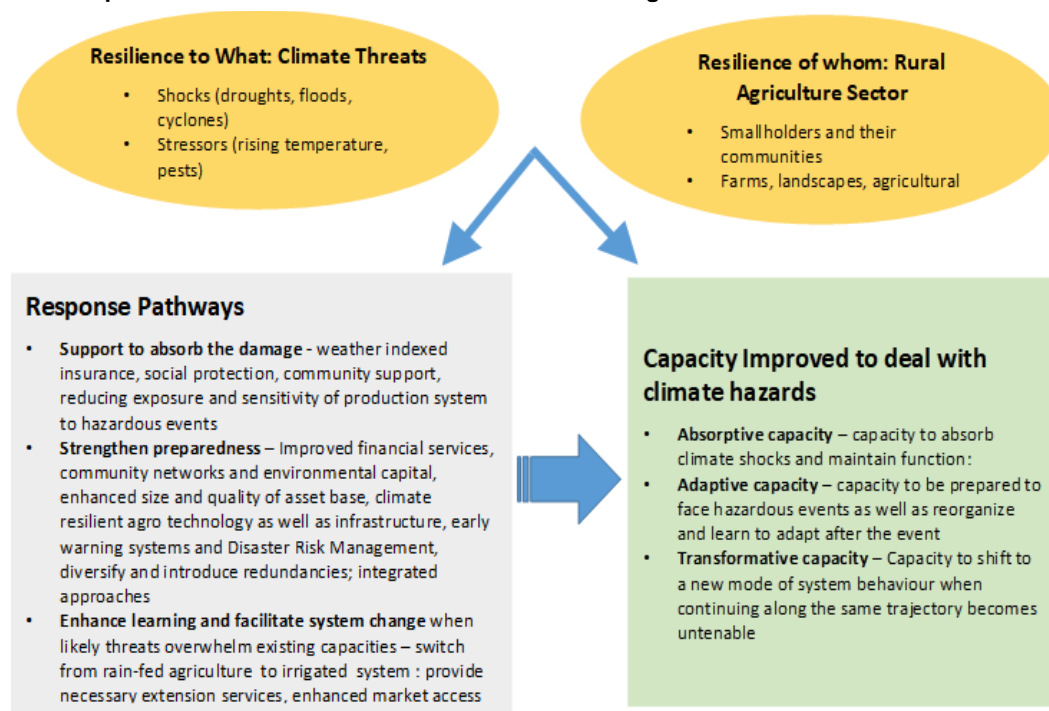 Resilience to What: Climate Threats
• Shocks (droughts, floods,
cyclones)
• Stressors (rising temperature,
pests)
Resilience of whom: Rural
Agriculture Sector
• Smallholders and their
communities
• Farms, landscapes, agricultural
Response Pathways
• Support to absorb the damage - weather indexed
insurance, social protection, community support,
reducing exposure and sensitivity of production system
to hazardous events
• Strengthen preparedness – Improved financial services,
community networks and environmental capital,
enhanced size and quality of asset base, climate
resilient agro technology as well as infrastructure, early
warning systems and Disaster Risk Management,
diversify and introduce redundancies; integrated
approaches
• Enhance learning and facilitate system change when
likely threats overwhelm existing capacities – switch
from rain-fed agriculture to irrigated system : provide
necessary extension services, enhanced market access
Capacity Improved to deal with
climate hazards
• Absorptive capacity – capacity to absorb
climate shocks and maintain function:
• Adaptive capacity – capacity to be prepared to
face hazardous events as well as reorganize
and learn to adapt after the event
• Transformative capacity – Capacity to shift to
a new mode of system behaviour when
continuing along the same trajectory becomes
untenable